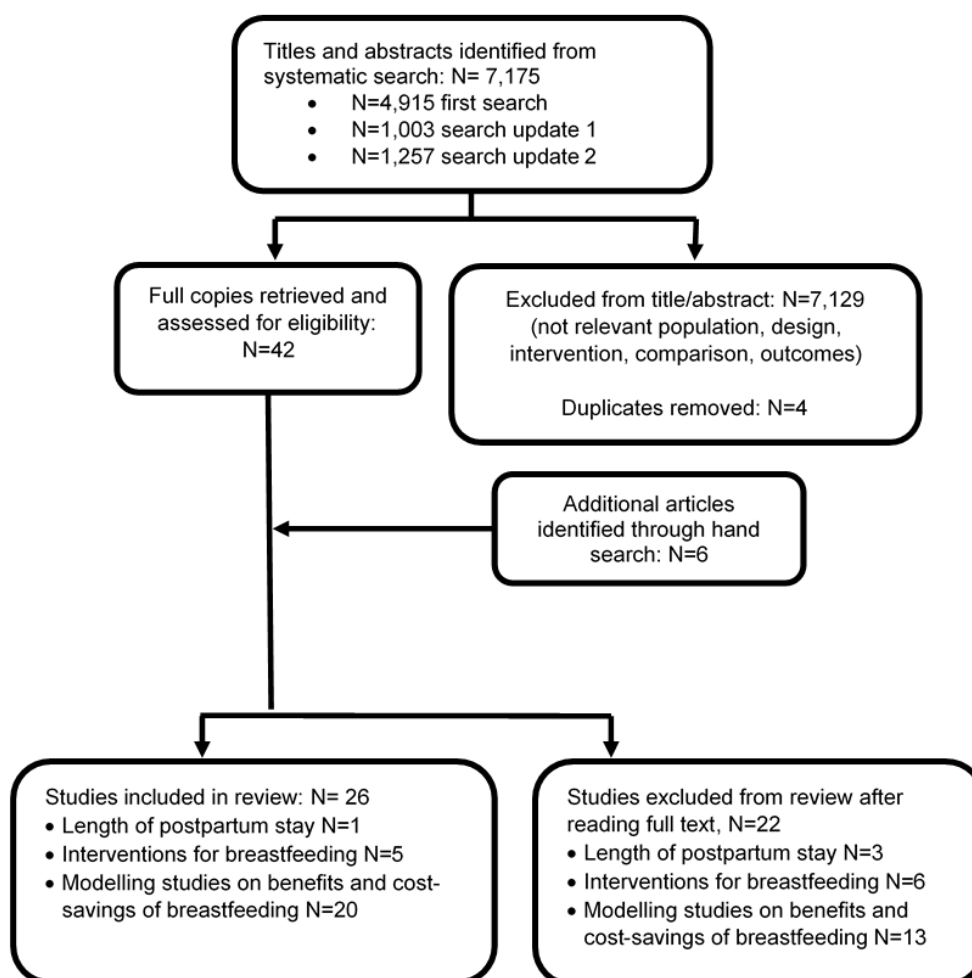 Titles and abstracts identified from
systematic search: N= 7,175
• N=4,915 first search
• N=1,003 search update 1
• N=1,257 search update 2
Full copies retrieved and
assessed for eligibility:
N=42
Excluded from title/abstract: N=7,129
(not relevant population, design,
intervention, comparison, outcomes)
Duplicates removed: N=4
Additional articles
identified through hand
search: N=6
Studies included in review: N= 26
• Length of postpartum stay N=1
• Interventions for breastfeeding N=5
• Modelling studies on benefits and cost-
savings of breastfeeding N=20
Studies excluded from review after
reading full text, N=22
• Length of postpartum stay N=3
• Interventions for breastfeeding N=6
• Modelling studies on benefits and
cost-savings of breastfeeding N=13